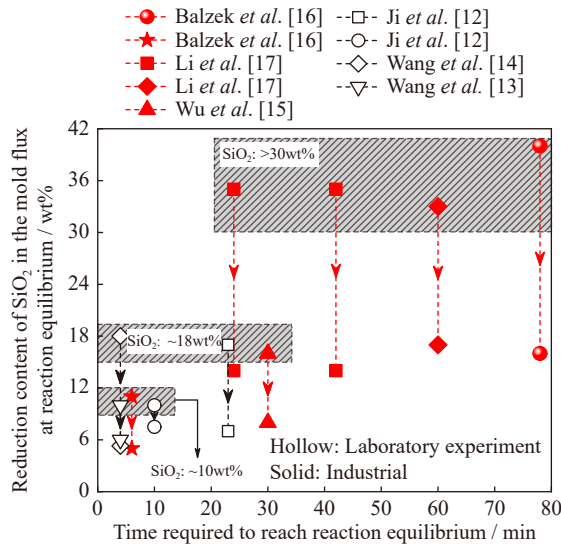 Balzek et al. [16]
Balzek et al. [16]
Li et al. [17]
Li et al. [17]
Wu et al. [15]
Ji et al. [12]
Ji et al. [12]
Wang et al. [14]
Wang et al. [13]
Reduction content of SiO₂ in the mold flux
at reaction equilibrium / wt%
42
36
30
24
18
12
6
0
SiO₂: >30wt%
SiO₂: ~18wt%
SiO₂: ~10wt%
Hollow: Laboratory experiment
Solid: Industrial
0 10 20 30 40 50 60 70 80
Time required to reach reaction equilibrium / min